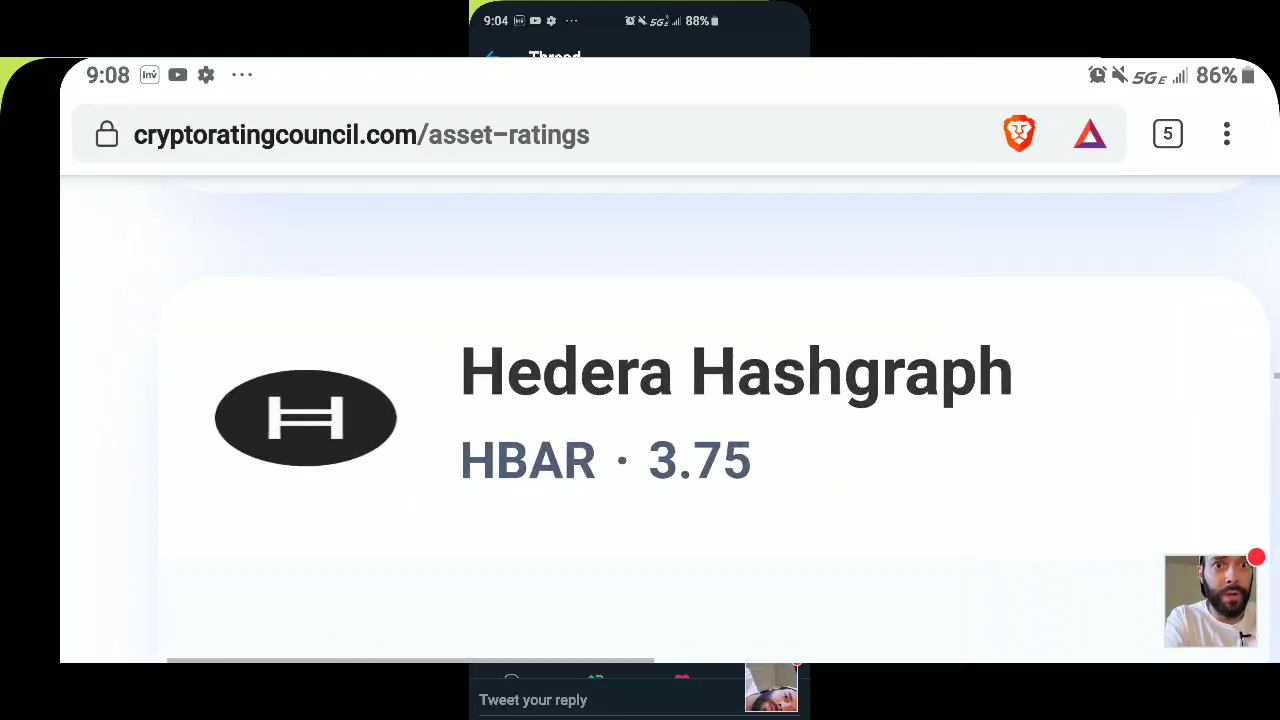 9:04 88%
Thread
9:08 5GE 86%
cryptoratingcouncil.com/asset-ratings 5
Hedera Hashgraph
HBAR · 3.75
Tweet your reply